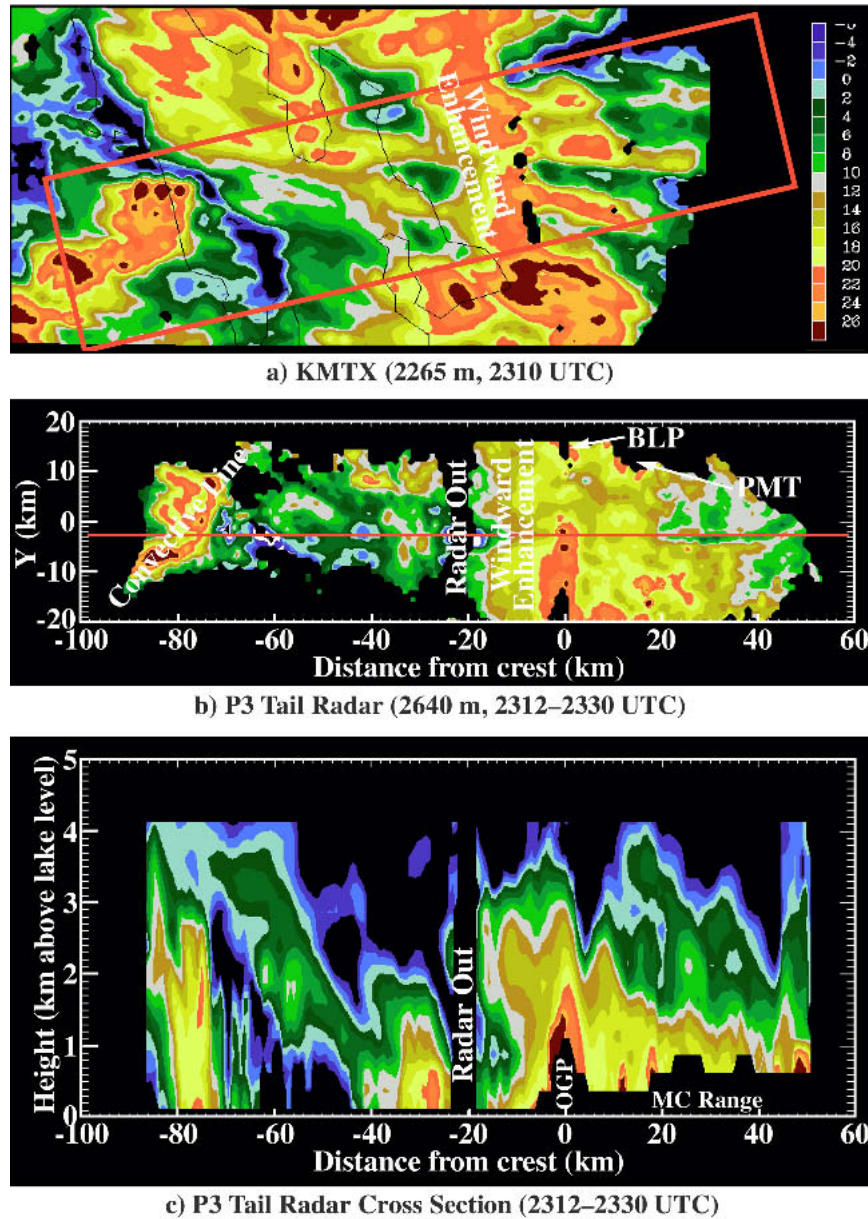 -6
-4
-2
0
2
4
6
8
10
12
14
16
18
20
22
24
26
Windward
Enhancement
a) KMTX (2265 m, 2310 UTC)
20
10
0
-10
-20
Y (km)
Convective Line
Radar Out
Windward
Enhancement
BLP
PMT
-100 -80 -60 -40 -20 0 20 40 60
Distance from crest (km)
b) P3 Tail Radar (2640 m, 2312–2330 UTC)
5
4
3
2
1
0
Height (km above lake level)
Radar Out
OGP
MC Range
-100 -80 -60 -40 -20 0 20 40 60
Distance from crest (km)
c) P3 Tail Radar Cross Section (2312–2330 UTC)